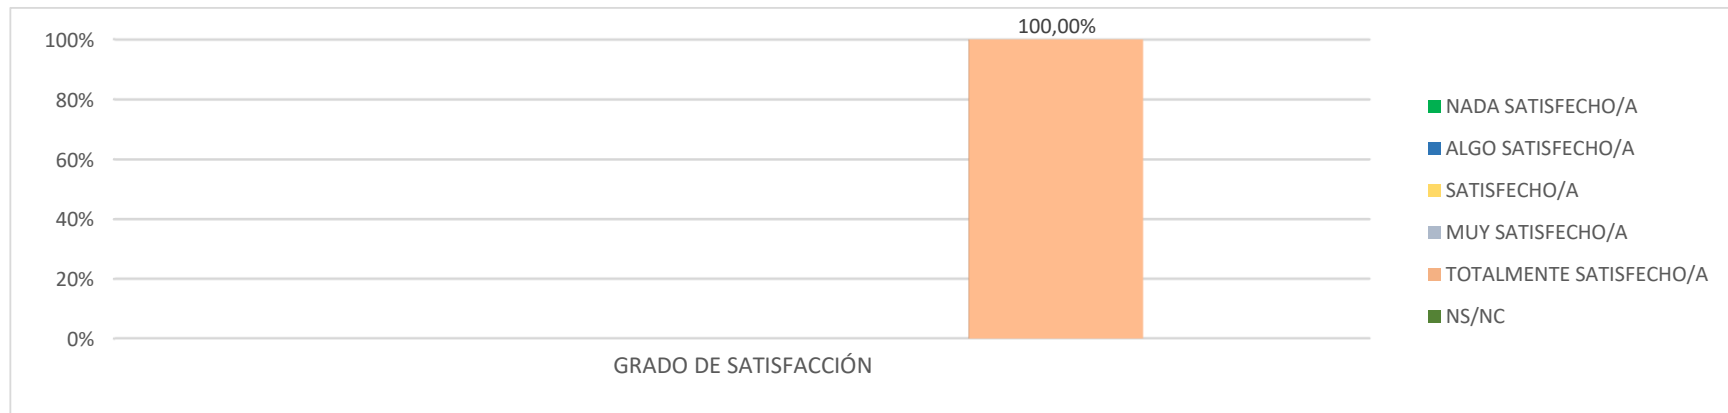 100,00%
100%
80%
60%
40%
20%
0%
GRADO DE SATISFACCIÓN
NADA SATISFECHO/A
ALGO SATISFECHO/A
SATISFECHO/A
MUY SATISFECHO/A
TOTALMENTE SATISFECHO/A
NS/NC